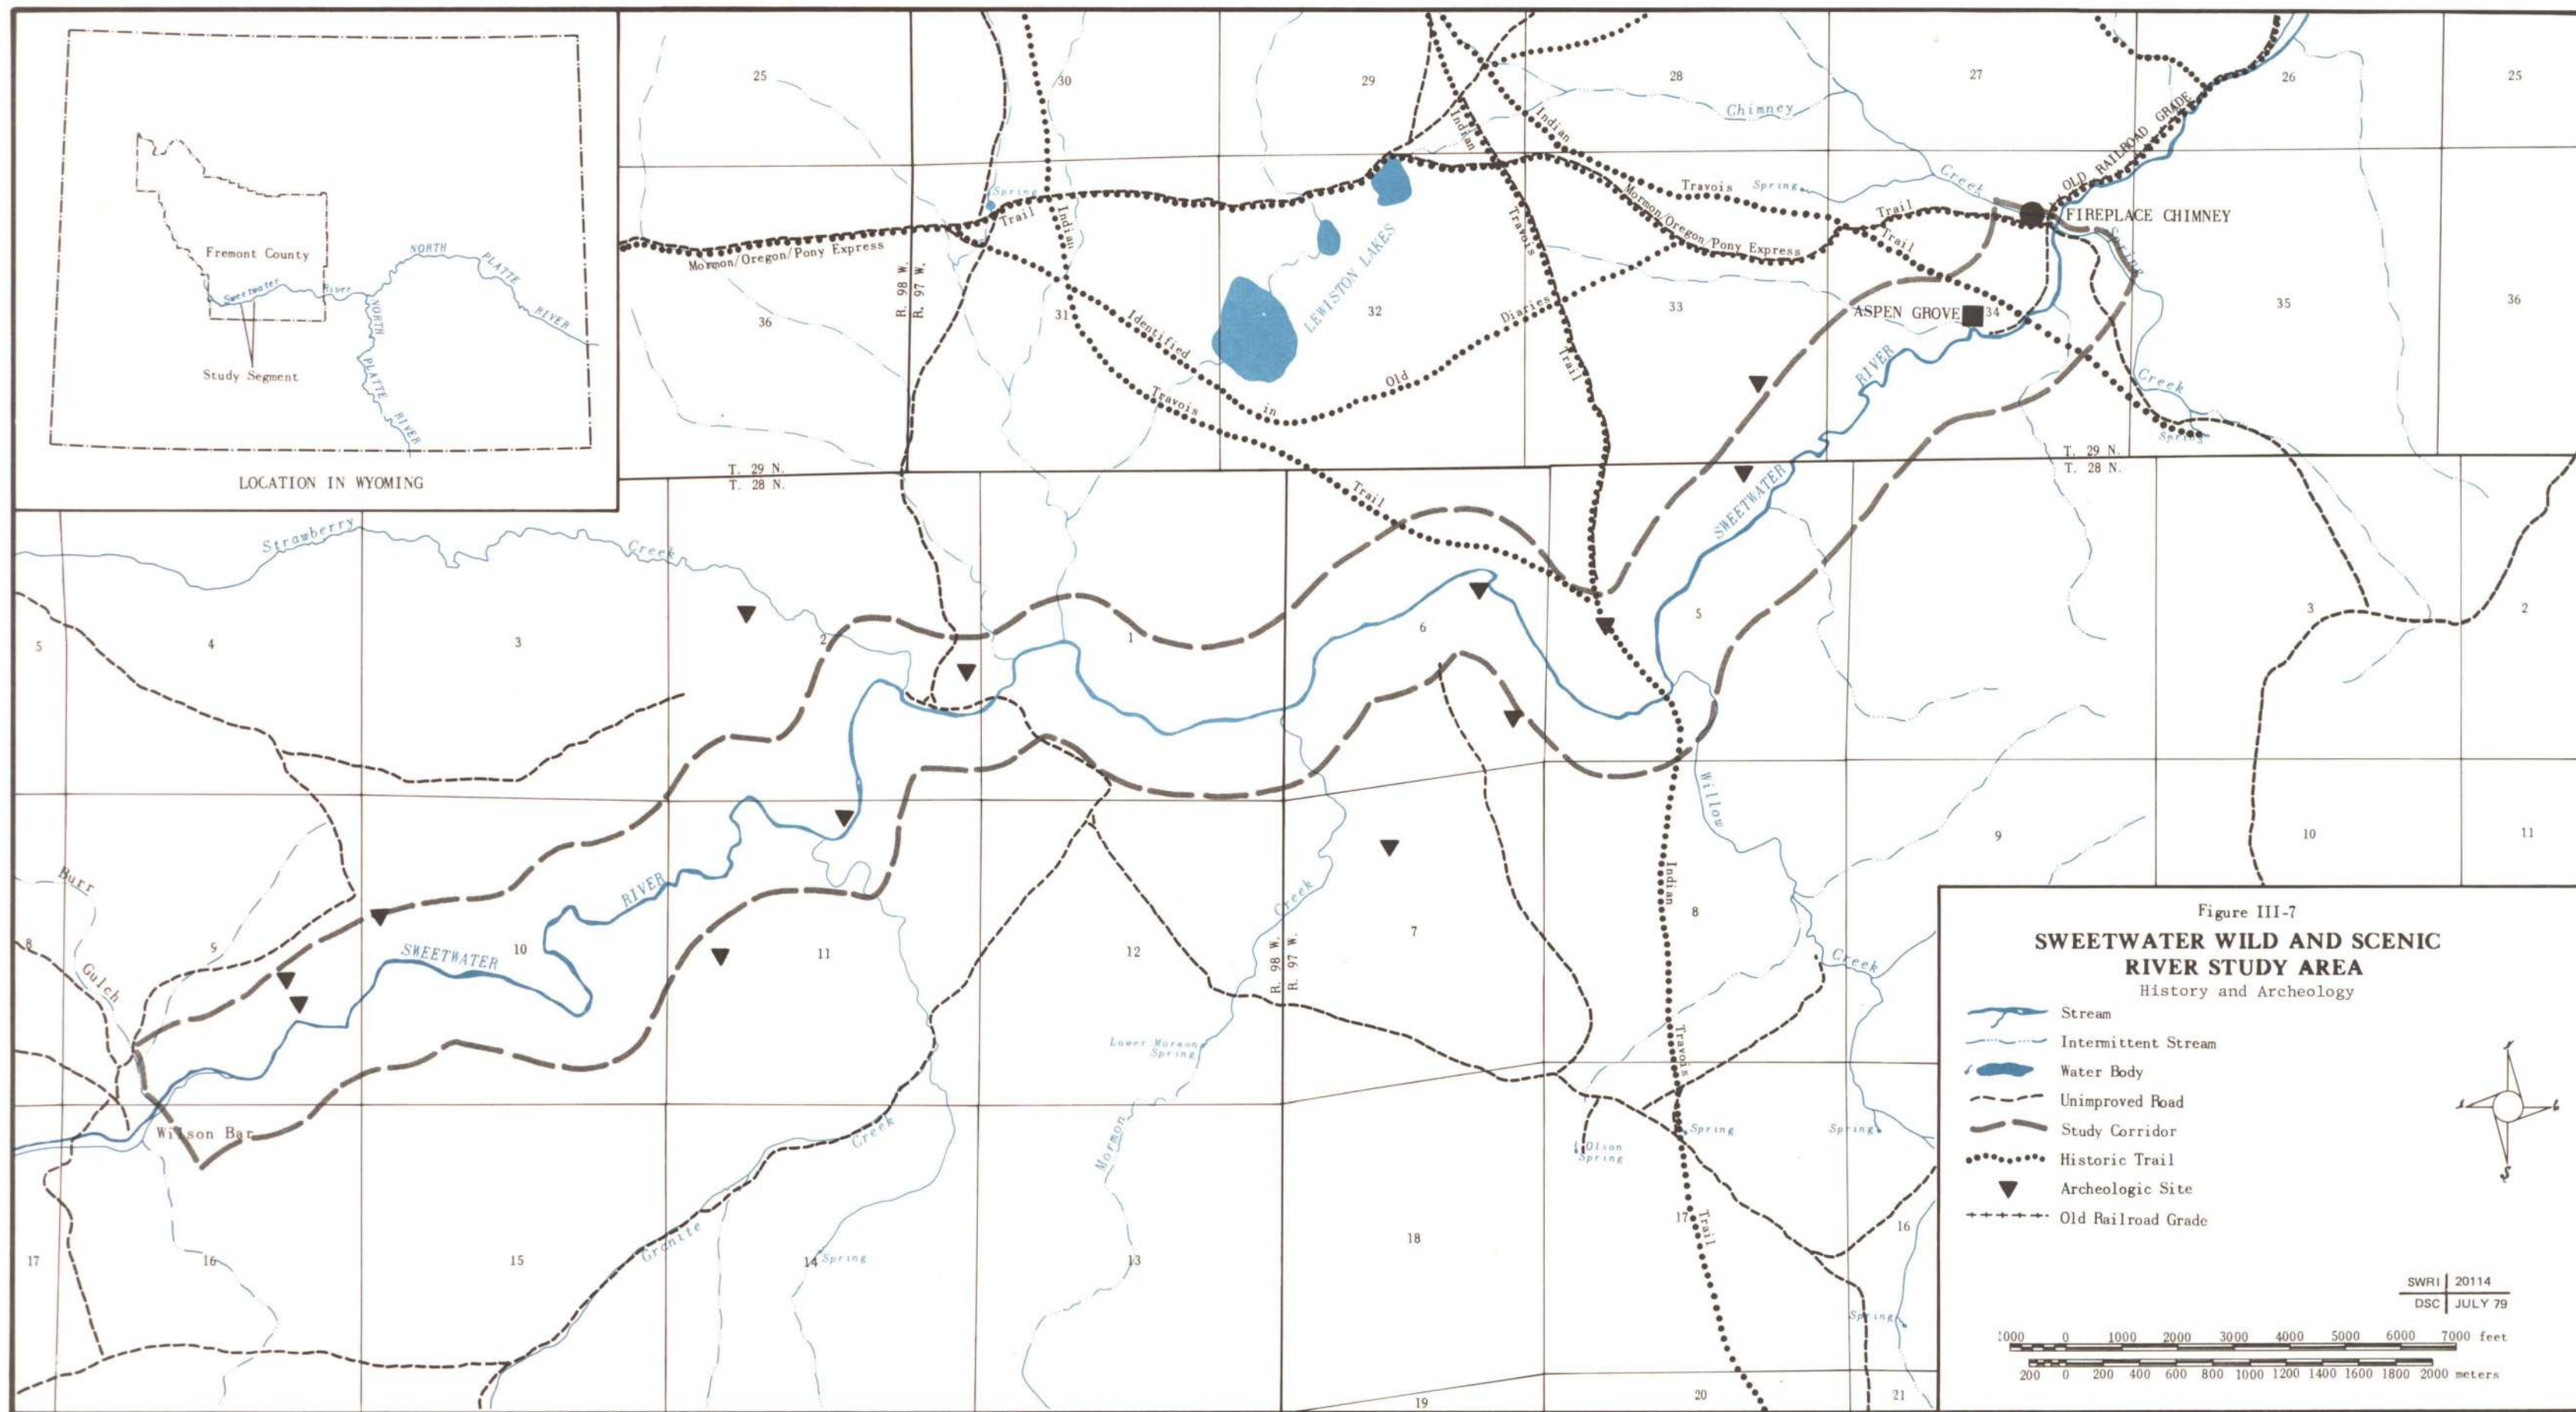 Fremont County
Sweetwater River
NORTH PLATTE RIVER
NORTH PLATTE RIVER
Study Segment
LOCATION IN WYOMING
25
30
29
28
27
26
25
Chimney Creek
Spring
Spring
OLD RAILROAD GRADE
FIREPLACE CHIMNEY
Indian Travois Trail
Indian Travois Trail
Indian Travois Trail
Mormon/Oregon/Pony Express Trail
Mormon/Oregon/Pony Express Trail
Identified in Old Diaries
LEWISTON LAKES
R. 98 W.
R. 97 W.
36
31
32
33
ASPEN GROVE
34
35
36
Spring Creek
Spring
SWEETWATER RIVER
T. 29 N.
T. 28 N.
T. 29 N.
T. 28 N.
Strawberry Creek
5
4
3
2
1
6
5
3
2
Willow Creek
Burr Gulch
8
9
10
11
12
7
8
9
10
11
SWEETWATER RIVER
R. 98 W.
R. 97 W.
Mormon Creek
Lower Mormon
Spring
Indian Travois Trail
Olson
Spring
Spring
Spring
Spring
Wilson Bar
Granite Creek
Spring
17
16
15
14
13
18
17
16
19
20
21
Figure III-7
SWEETWATER WILD AND SCENIC
RIVER STUDY AREA
History and Archeology
Stream
Intermittent Stream
Water Body
Unimproved Road
Study Corridor
Historic Trail
Archeologic Site
Old Railroad Grade
S
SWRI 20114
DSC JULY 79
1000 0 1000 2000 3000 4000 5000 6000 7000 feet
200 0 200 400 600 800 1000 1200 1400 1600 1800 2000 meters